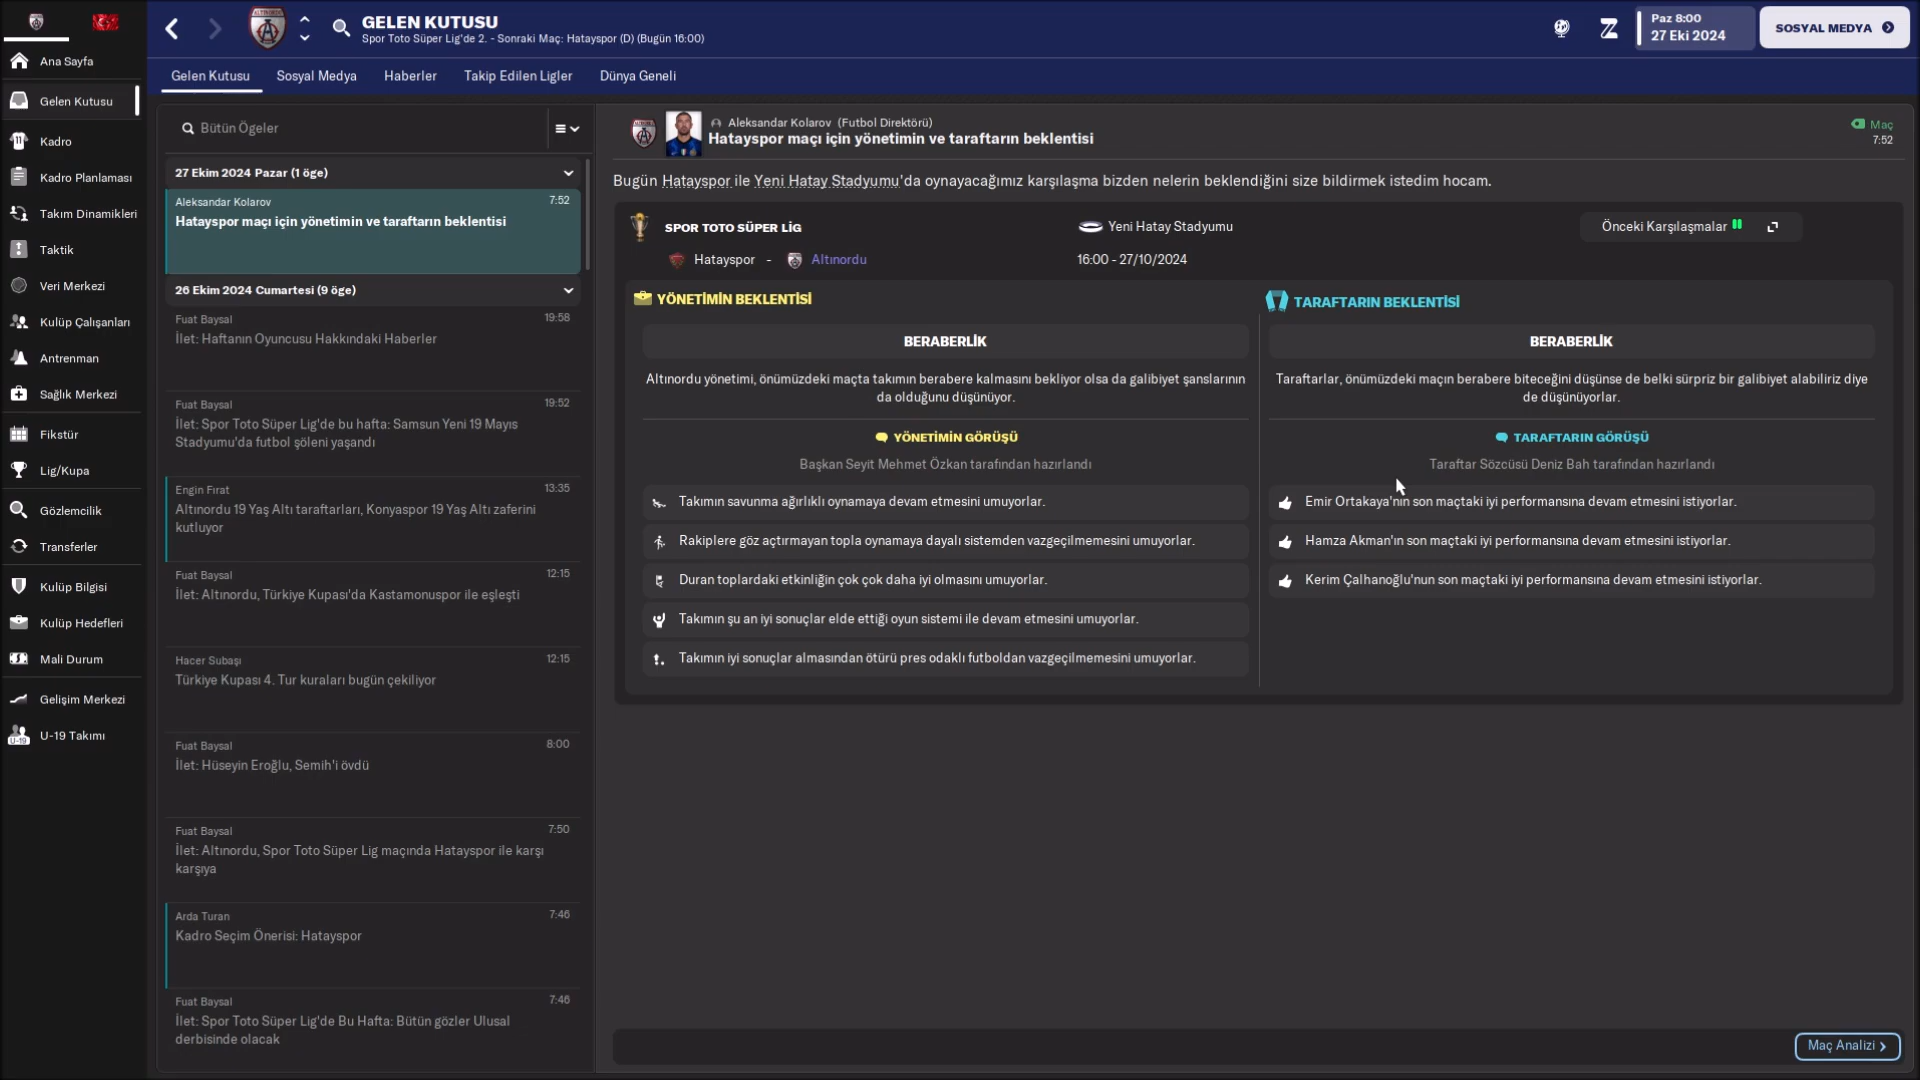 GELEN KUTUSU
Spor Toto Süper Lig'de 2. - Sonraki Maç: Hatayspor (D) (Bugün 16:00)
Paz 8:00
27 Eki 2024
SOSYAL MEDYA
Gelen Kutusu
Sosyal Medya
Haberler
Takip Edilen Ligler
Dünya Geneli
Ana Sayfa
Gelen Kutusu
Kadro
Kadro Planlaması
Takım Dinamikleri
Taktik
Veri Merkezi
Kulüp Çalışanları
Antrenman
Sağlık Merkezi
Fikstür
Lig/Kupa
Gözlemcilik
Transferler
Kulüp Bilgisi
Kulüp Hedefleri
Mali Durum
Gelişim Merkezi
U-19 Takımı
Bütün Ögeler
27 Ekim 2024 Pazar (1 öge)
Aleksandar Kolarov 7:52
Hatayspor maçı için yönetimin ve taraftarın beklentisi
26 Ekim 2024 Cumartesi (9 öge)
Fuat Baysal 19:58
İlet: Haftanın Oyuncusu Hakkındaki Haberler
Fuat Baysal 19:52
İlet: Spor Toto Süper Lig'de bu hafta: Samsun Yeni 19 Mayıs
Stadyumu'da futbol şöleni yaşandı
Engin Fırat 13:35
Altınordu 19 Yaş Altı taraftarları, Konyaspor 19 Yaş Altı zaferini
kutluyor
Fuat Baysal 12:15
İlet: Altınordu, Türkiye Kupası'da Kastamonuspor ile eşleşti
Hacer Subaşı 12:15
Türkiye Kupası 4. Tur kuraları bugün çekiliyor
Fuat Baysal 8:00
İlet: Hüseyin Eroğlu, Semih'i övdü
Fuat Baysal 7:50
İlet: Altınordu, Spor Toto Süper Lig maçında Hatayspor ile karşı
karşıya
Arda Turan 7:46
Kadro Seçim Önerisi: Hatayspor
Fuat Baysal 7:46
İlet: Spor Toto Süper Lig'de Bu Hafta: Bütün gözler Ulusal
derbisinde olacak
Aleksandar Kolarov (Futbol Direktörü)
Hatayspor maçı için yönetimin ve taraftarın beklentisi
Maç
7:52
Bugün Hatayspor ile Yeni Hatay Stadyumu'da oynayacağımız karşılaşma bizden nelerin beklendiğini size bildirmek istedim hocam.
SPOR TOTO SÜPER LİG
Yeni Hatay Stadyumu
Önceki Karşılaşmalar
Hatayspor - Altınordu
16:00 - 27/10/2024
YÖNETİMİN BEKLENTİSİ
BERABERLİK
Altınordu yönetimi, önümüzdeki maçta takımın berabere kalmasını bekliyor olsa da galibiyet şanslarının
da olduğunu düşünüyor.
YÖNETİMİN GÖRÜŞÜ
Başkan Seyit Mehmet Özkan tarafından hazırlandı
Takımın savunma ağırlıklı oynamaya devam etmesini umuyorlar.
Rakiplere göz açtırmayan topla oynamaya dayalı sistemden vazgeçilmemesini umuyorlar.
Duran toplardaki etkinliğin çok çok daha iyi olmasını umuyorlar.
Takımın şu an iyi sonuçlar elde ettiği oyun sistemi ile devam etmesini umuyorlar.
Takımın iyi sonuçlar almasından ötürü pres odaklı futboldan vazgeçilmemesini umuyorlar.
TARAFTARIN BEKLENTİSİ
BERABERLİK
Taraftarlar, önümüzdeki maçın berabere biteceğini düşünse de belki sürpriz bir galibiyet alabiliriz diye
de düşünüyorlar.
TARAFTARIN GÖRÜŞÜ
Taraftar Sözcüsü Deniz Bah tarafından hazırlandı
Emir Ortakaya'nın son maçtaki iyi performansına devam etmesini istiyorlar.
Hamza Akman'ın son maçtaki iyi performansına devam etmesini istiyorlar.
Kerim Çalhanoğlu'nun son maçtaki iyi performansına devam etmesini istiyorlar.
Maç Analizi